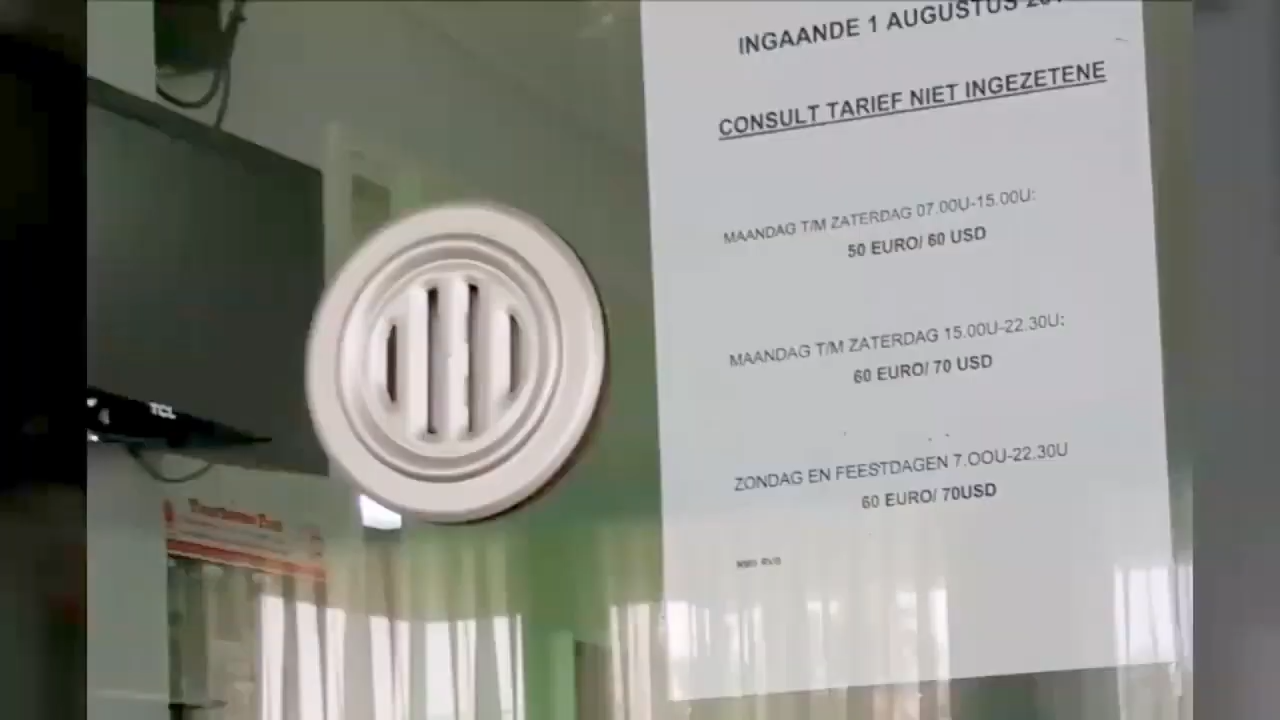 INGAANDE 1 AUGUSTUS
CONSULT TARIEF NIET INGEZETENE
MAANDAG T/M ZATERDAG 07.00U-15.00U:
50 EURO/ 60 USD
MAANDAG T/M ZATERDAG 15.00U-22.30U:
60 EURO/ 70 USD
ZONDAG EN FEESTDAGEN 7.OOU-22.30U
60 EURO/ 70USD
TCL